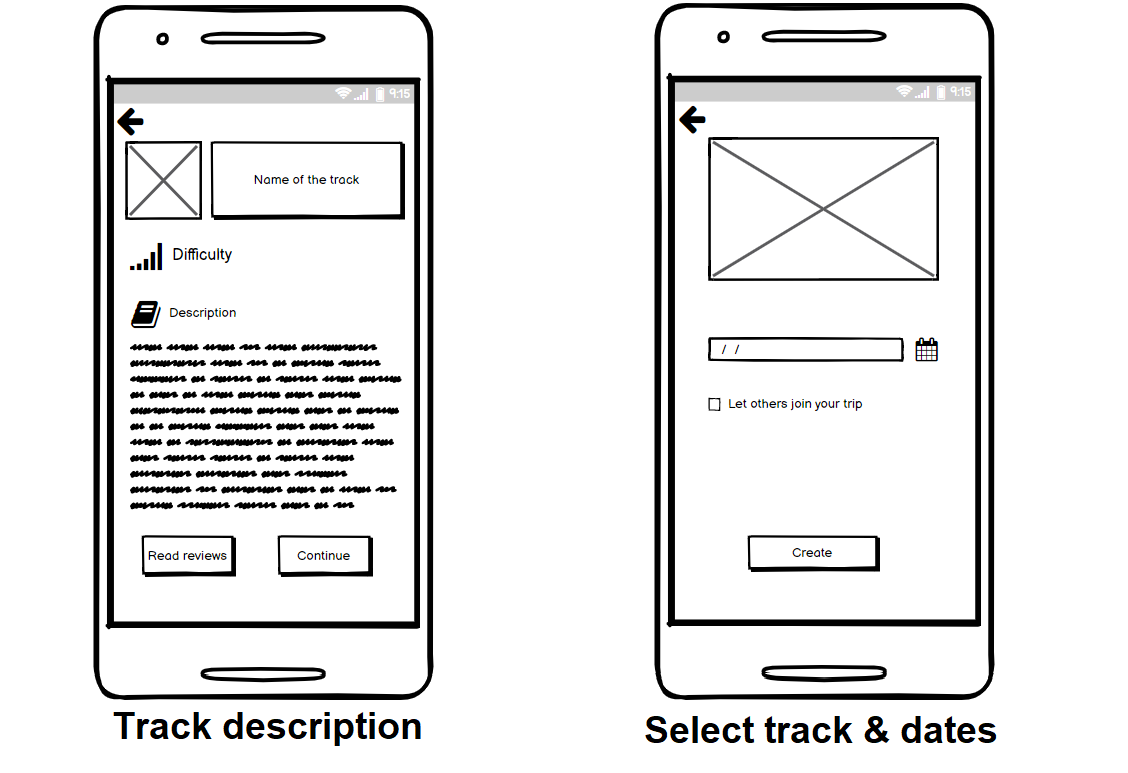 9:15
Name of the track
Difficulty
Description
Read reviews
Continue
Track description
9:15
/ /
Let others join your trip
Create
Select track & dates